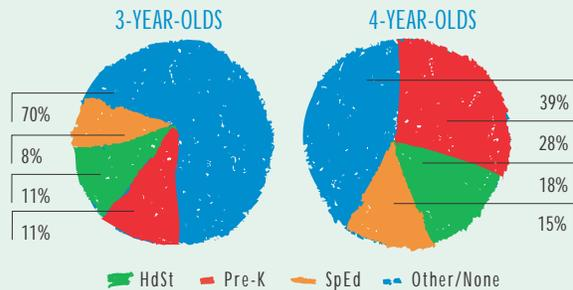 3-YEAR-OLDS
4-YEAR-OLDS
70%
8%
11%
11%
39%
28%
18%
15%
HdSt Pre-K SpEd Other/None